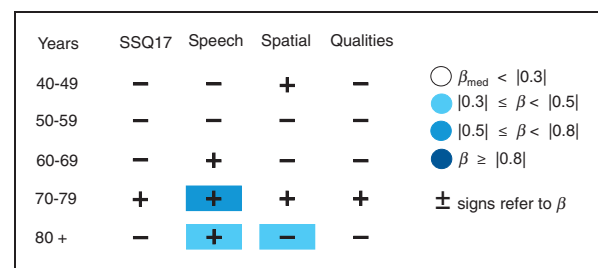 Years SSQ17 Speech Spatial Qualities
40-49 − − + −
50-59 − − − −
60-69 − + − −
70-79 + + + +
80 + − + − −
β_med < |0.3|
|0.3| ≤ β < |0.5|
|0.5| ≤ β < |0.8|
β ≥ |0.8|
± signs refer to β